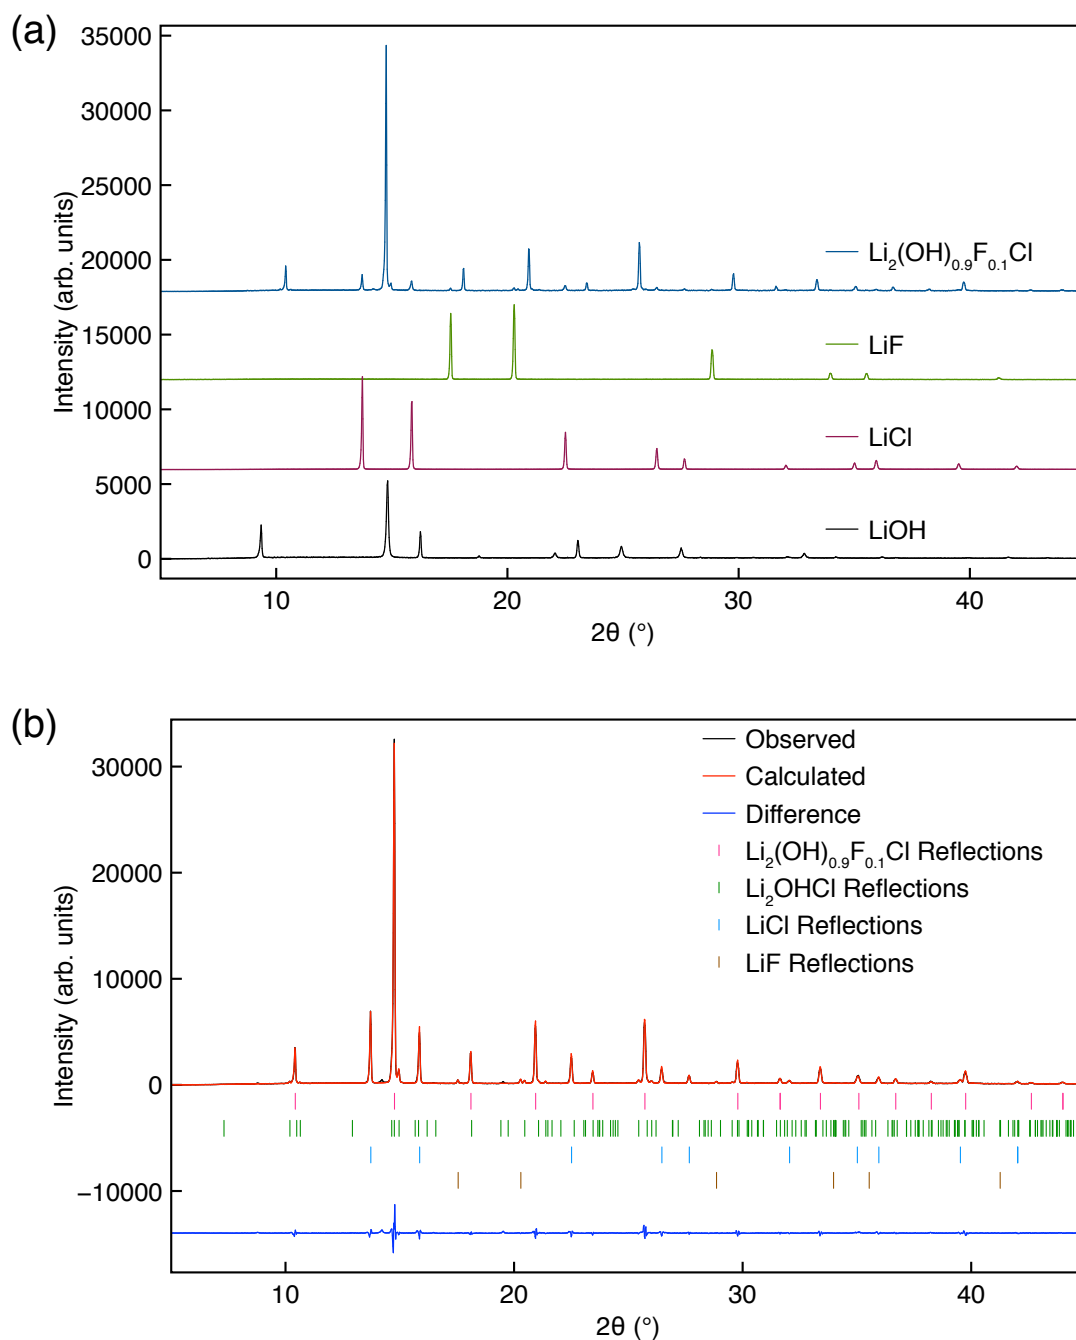 (a)
35000
30000
25000
20000
15000
10000
5000
0
Intensity (arb. units)
Li₂(OH)₀.₉F₀.₁Cl
LiF
LiCl
LiOH
10 20 30 40
2θ (°)
(b)
30000
20000
10000
0
−10000
Intensity (arb. units)
Observed
Calculated
Difference
Li₂(OH)₀.₉F₀.₁Cl Reflections
Li₂OHCl Reflections
LiCl Reflections
LiF Reflections
10 20 30 40
2θ (°)